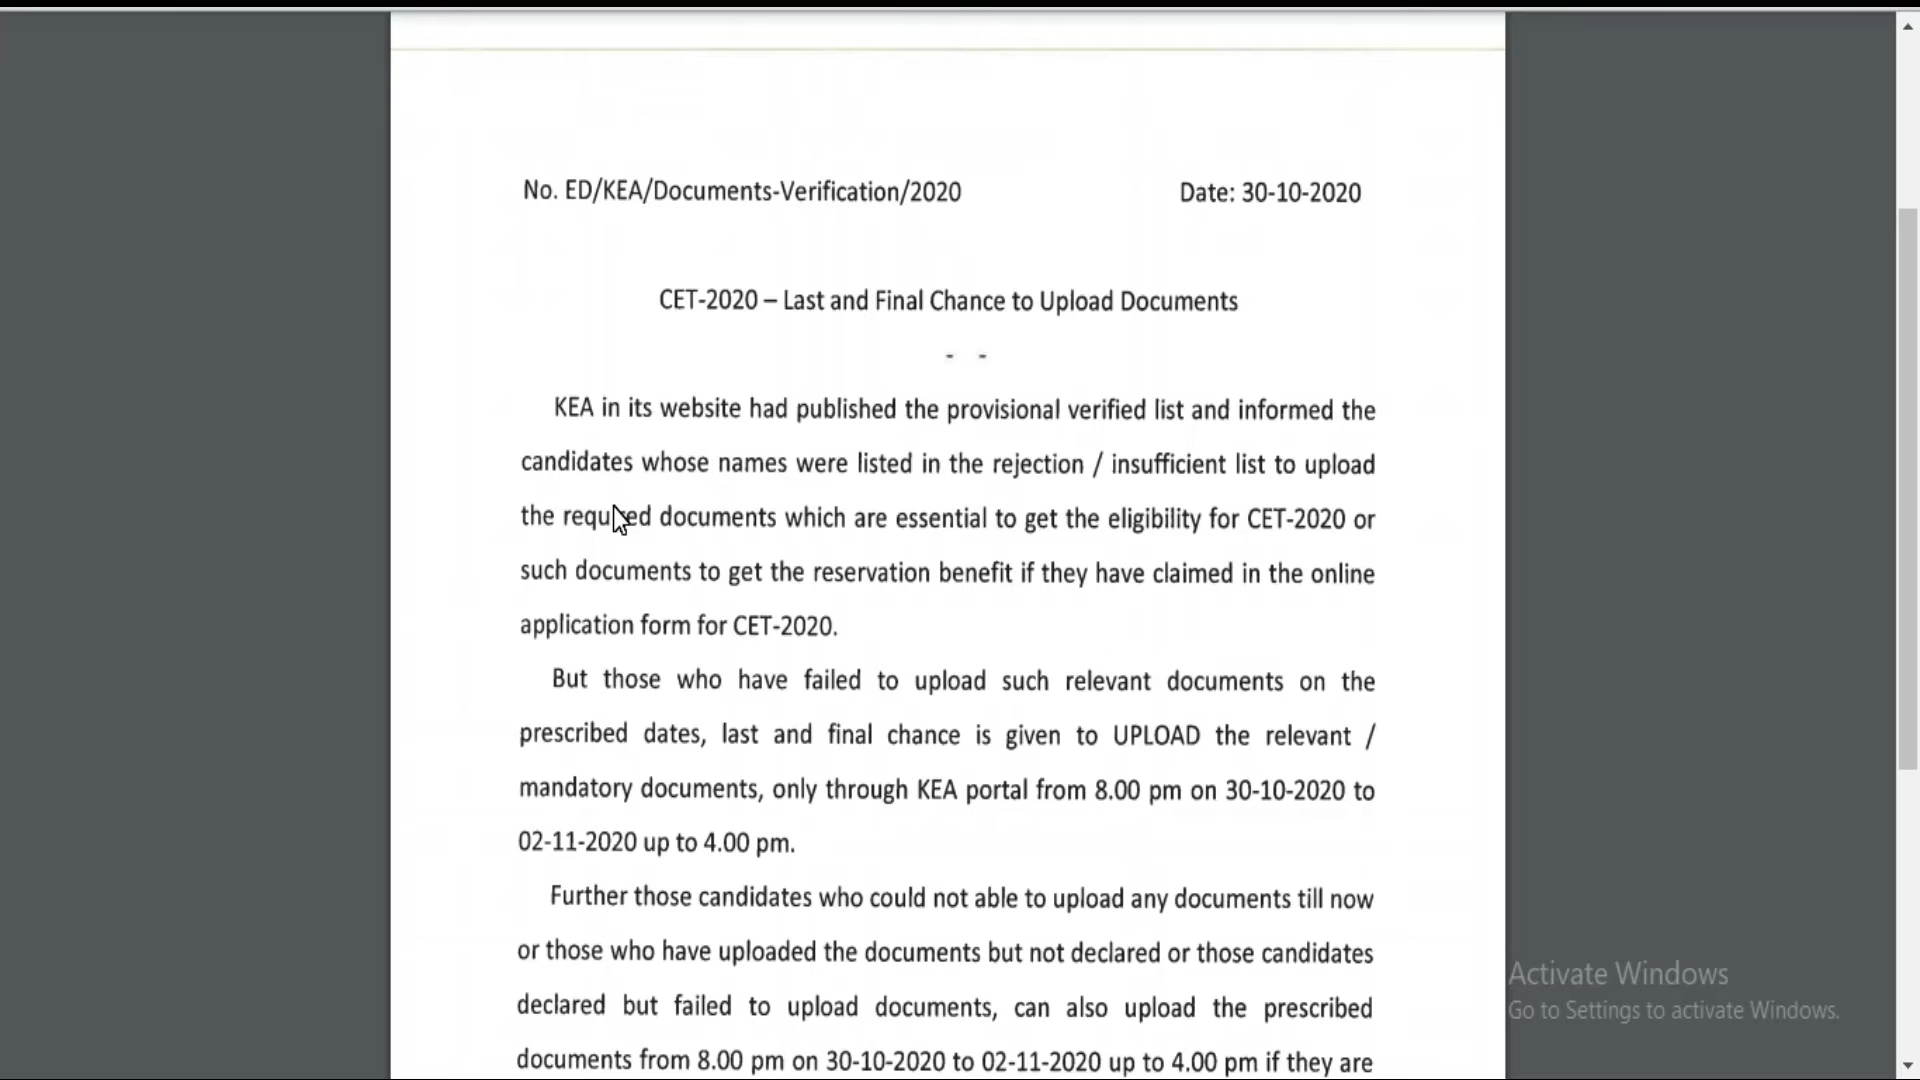 No. ED/KEA/Documents-Verification/2020 Date: 30-10-2020
CET-2020 – Last and Final Chance to Upload Documents
- -
KEA in its website had published the provisional verified list and informed the
candidates whose names were listed in the rejection / insufficient list to upload
the required documents which are essential to get the eligibility for CET-2020 or
such documents to get the reservation benefit if they have claimed in the online
application form for CET-2020.
But those who have failed to upload such relevant documents on the
prescribed dates, last and final chance is given to UPLOAD the relevant /
mandatory documents, only through KEA portal from 8.00 pm on 30-10-2020 to
02-11-2020 up to 4.00 pm.
Further those candidates who could not able to upload any documents till now
or those who have uploaded the documents but not declared or those candidates
declared but failed to upload documents, can also upload the prescribed
documents from 8.00 pm on 30-10-2020 to 02-11-2020 up to 4.00 pm if they are
Activate Windows
Go to Settings to activate Windows.